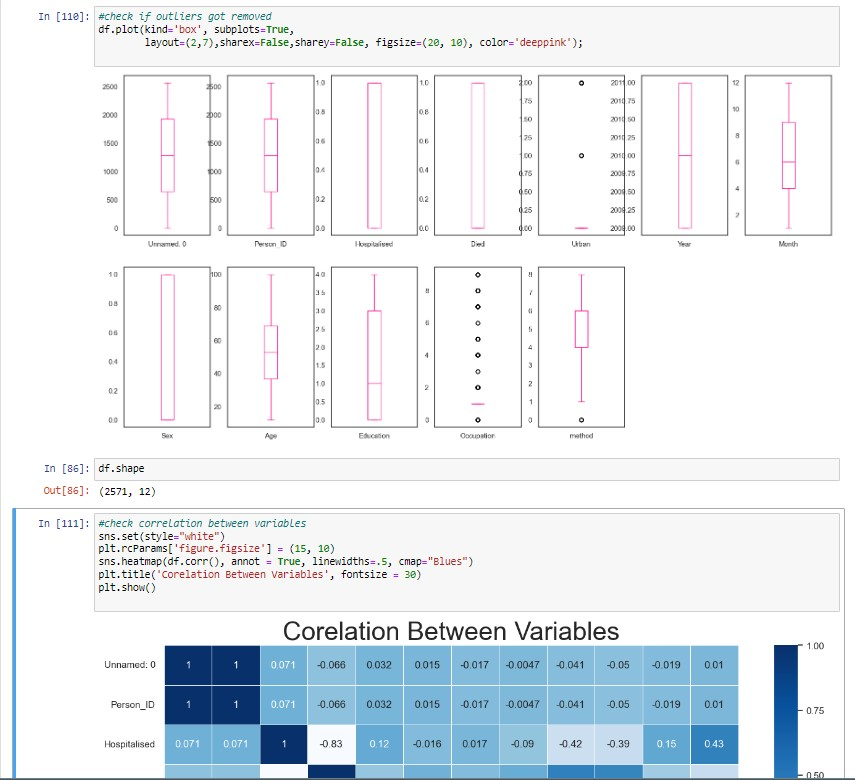 In [110]:
#check if outliers got removed
df.plot(kind='box', subplots=True,
layout=(2,7),sharex=False,sharey=False, figsize=(20, 10), color='deeppink');
2500 2000 1500 1000 500 0
2500 2000 1500 1000 500 0
1.0 0.8 0.6 0.4 0.2 0.0
1.0 0.8 0.6 0.4 0.2 0.0
2.00 1.75 1.50 1.25 1.00 0.75 0.50 0.25 0.00
2011.00 2010.75 2010.50 2010.25 2010.00 2009.75 2009.50 2009.25 2009.00
12 10 8 6 4 2
Unnamed: 0 Person_ID Hospitalised Died Urban Year Month
1.0 0.8 0.6 0.4 0.2 0.0
100 80 60 40 20
4.0 3.5 3.0 2.5 2.0 1.5 1.0 0.5 0.0
8 6 4 2 0
8 7 6 5 4 3 2 1 0
Sex Age Education Occupation method
In [86]: df.shape
Out[86]: (2571, 12)
In [111]:
#check correlation between variables
sns.set(style="white")
plt.rcParams['figure.figsize'] = (15, 10)
sns.heatmap(df.corr(), annot = True, linewidths=.5, cmap="Blues")
plt.title('Corelation Between Variables', fontsize = 30)
plt.show()
Corelation Between Variables
Unnamed: 0 1 1 0.071 -0.066 0.032 0.015 -0.017 -0.0047 -0.041 -0.05 -0.019 0.01
Person_ID 1 1 0.071 -0.066 0.032 0.015 -0.017 -0.0047 -0.041 -0.05 -0.019 0.01
Hospitalised 0.071 0.071 1 -0.83 0.12 -0.016 0.017 -0.09 -0.42 -0.39 0.15 0.43
1.00
0.75
0.50